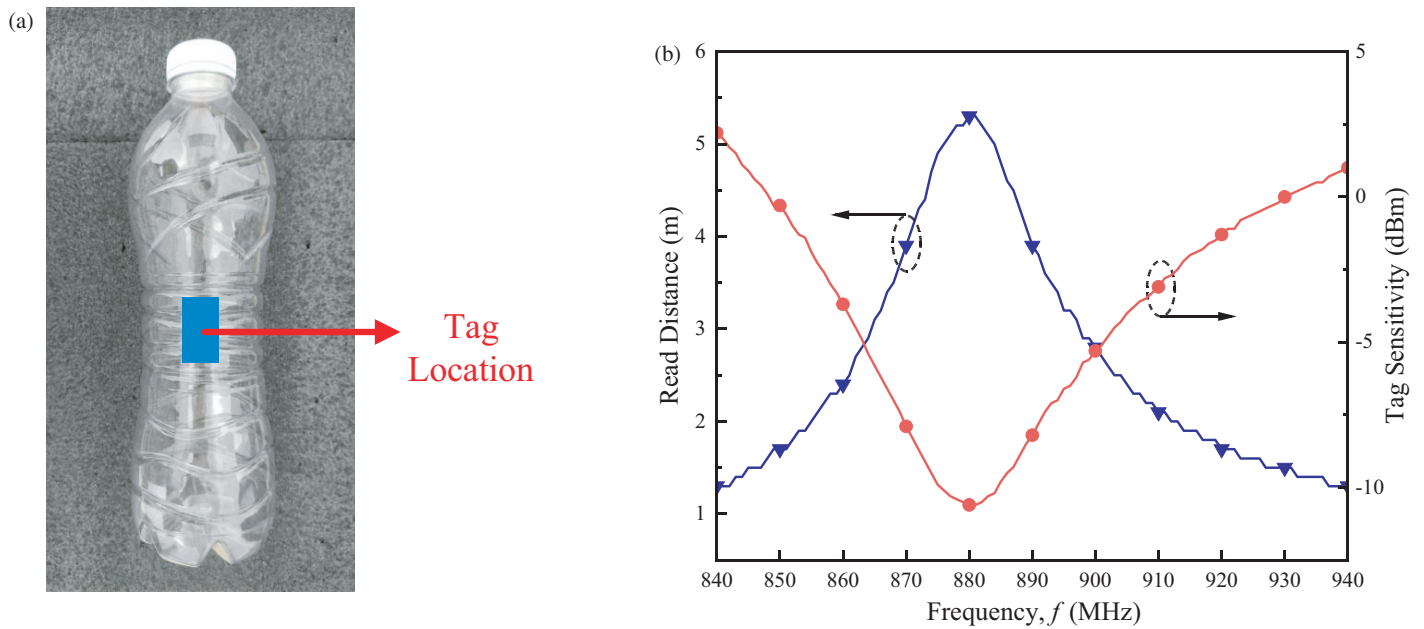 (a)
Tag
Location
(b)
6
5
4
3
2
1
Read Distance (m)
5
0
-5
-10
Tag Sensitivity (dBm)
840 850 860 870 880 890 900 910 920 930 940
Frequency, f (MHz)